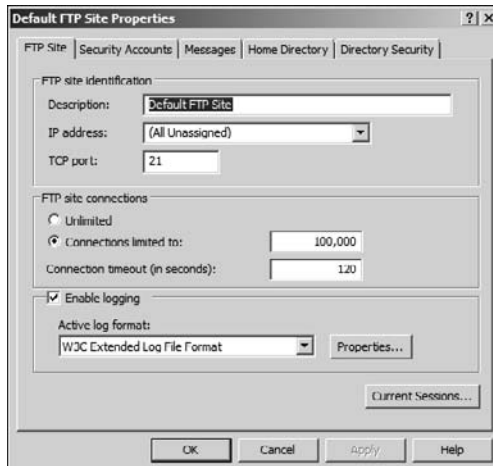 Default FTP Site Properties
FTP Site Security Accounts Messages Home Directory Directory Security
FTP site identification
Description: Default FTP Site
IP address: (All Unassigned)
TCP port: 21
FTP site connections
Unlimited
Connections limited to: 100,000
Connection timeout (in seconds): 120
Enable logging
Active log format:
W3C Extended Log File Format Properties...
Current Sessions...
OK Cancel Apply Help